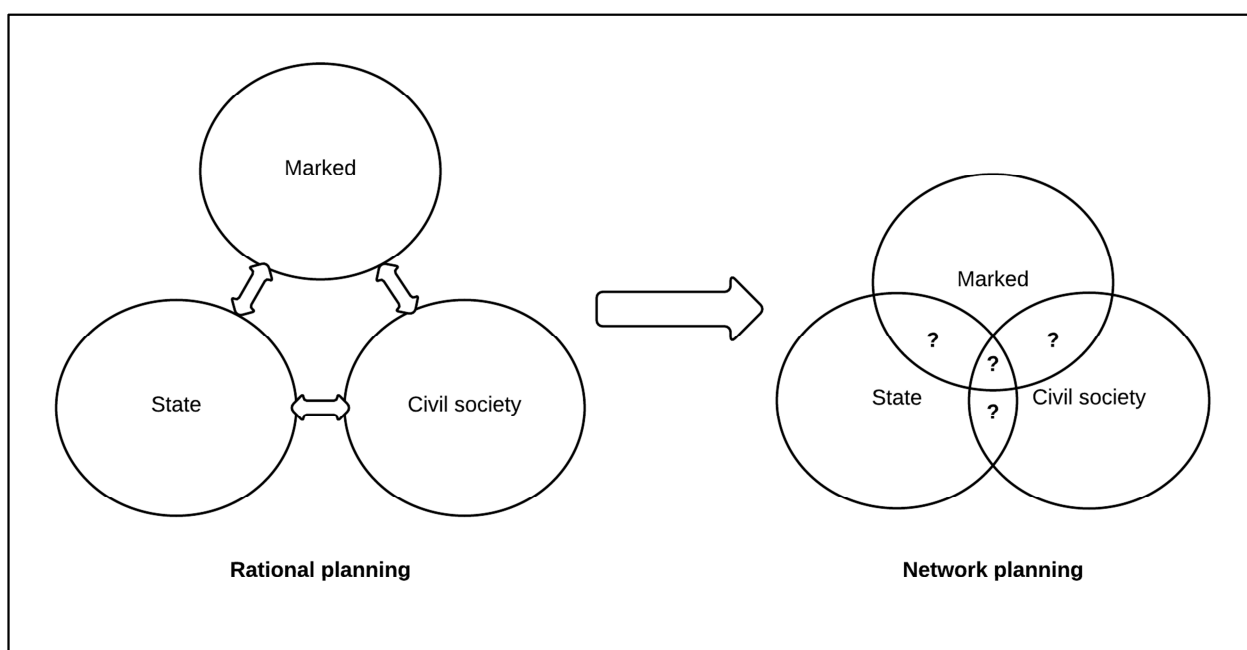 Marked
State
Civil society
Rational planning
Marked
?
?
?
State
Civil society
?
Network planning